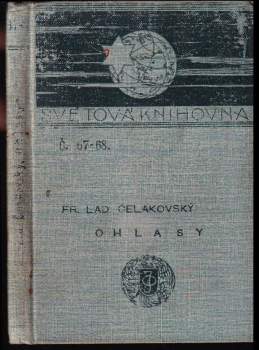 SVĚTOVÁ KNIHOVNA
Č. 67-68.
FR. LAD. ČELAKOVSKÝ
OHLASY